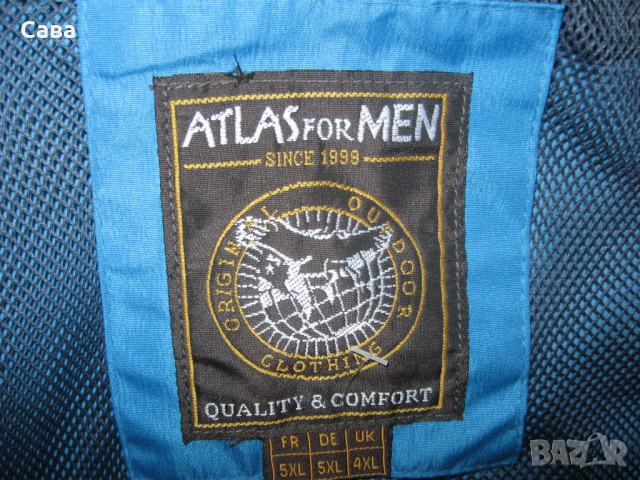 Сава
ATLAS FOR MEN
SINCE 1999
ORIGINAL OUTDOOR
CLOTHING
QUALITY & COMFORT
FR DE UK
5XL 5XL 4XL
BAZAR